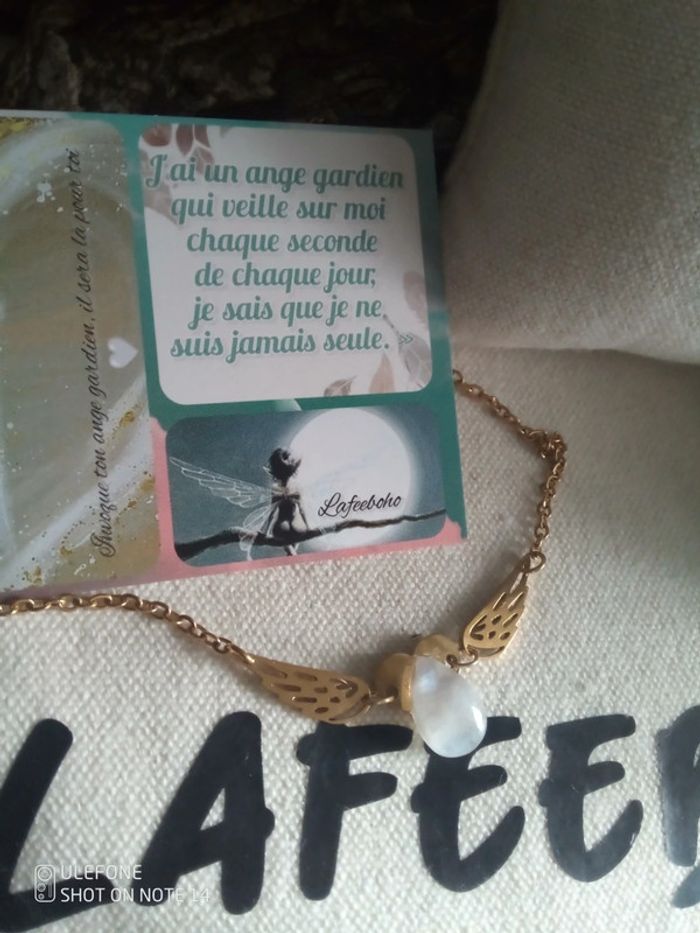 J'ai un ange gardien
qui veille sur moi
chaque seconde
de chaque jour,
je sais que je ne
suis jamais seule. »
Invoque ton ange gardien, il sera là pour toi
Lafeeboho
LAFEEB
ULEFONE
SHOT ON NOTE 14